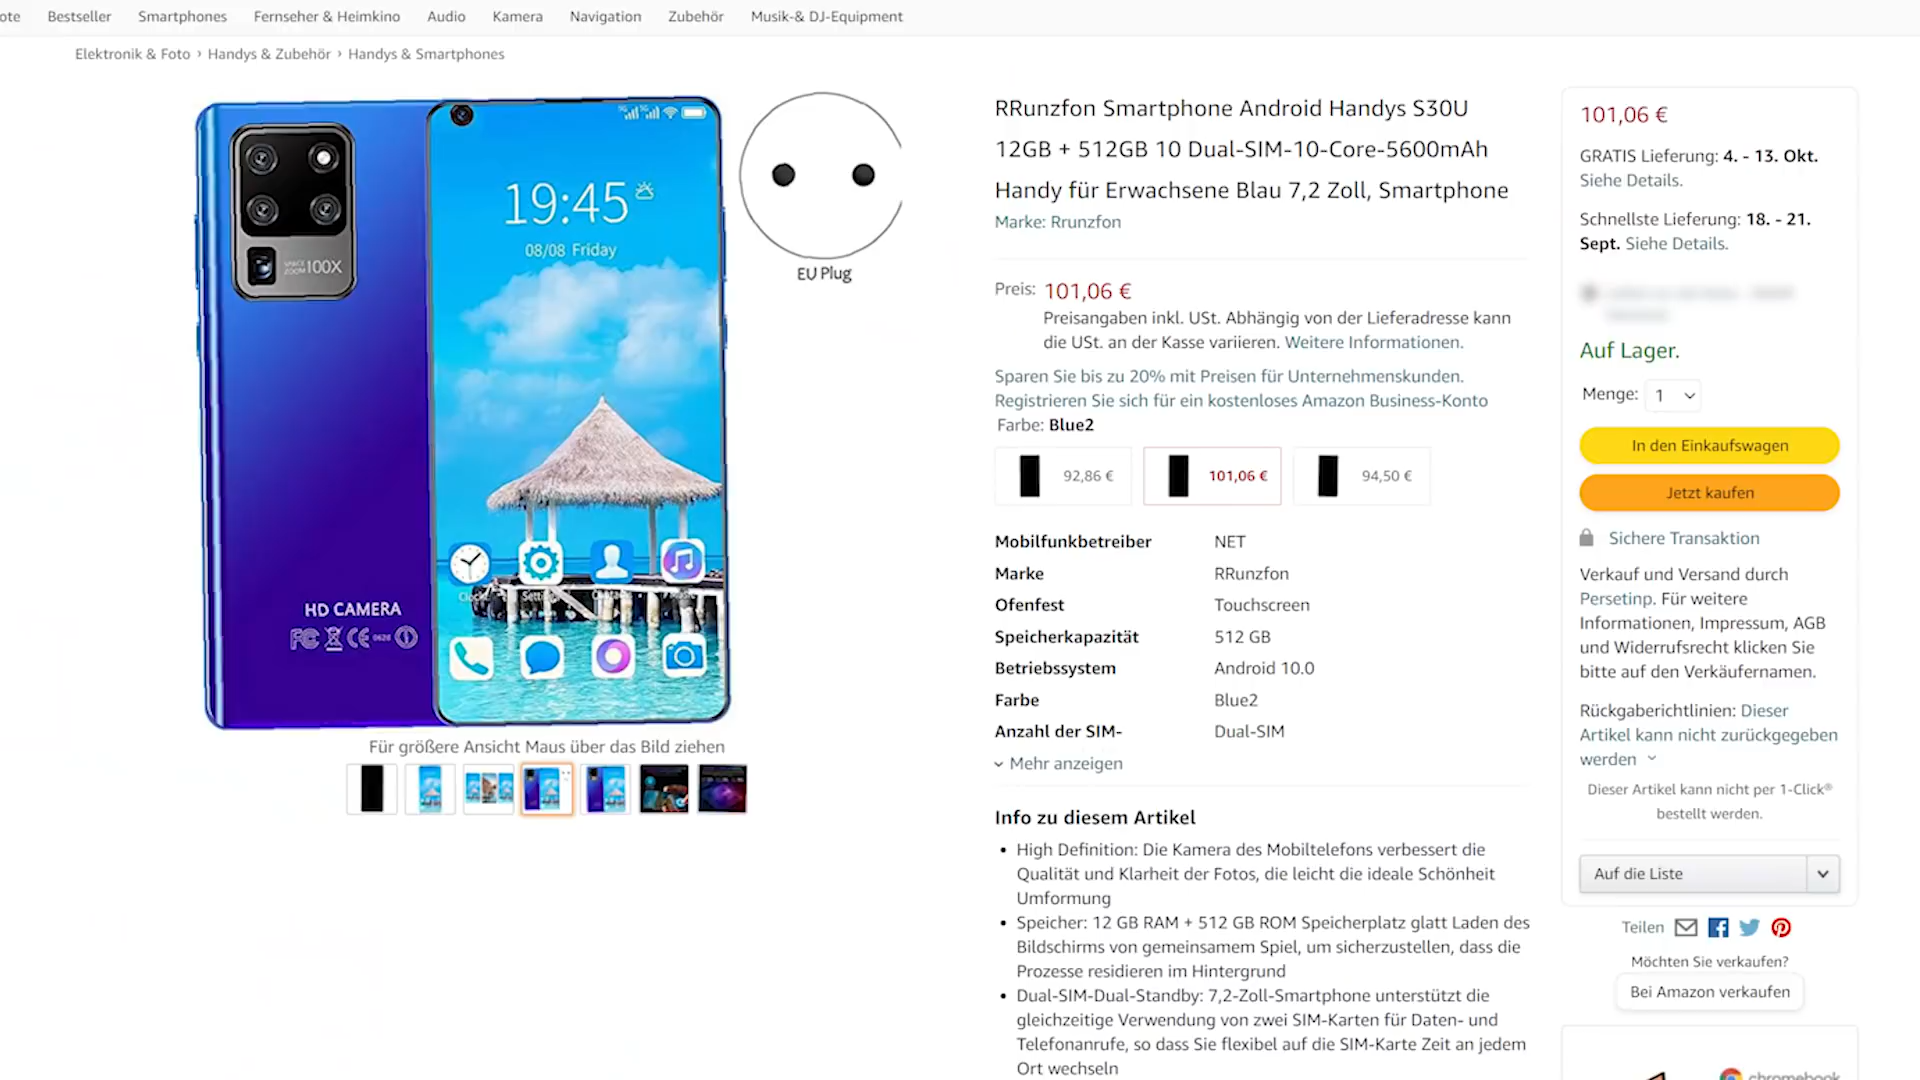 ote Bestseller Smartphones Fernseher & Heimkino Audio Kamera Navigation Zubehör Musik-& DJ-Equipment
Elektronik & Foto › Handys & Zubehör › Handys & Smartphones
19:45
08/08 Friday
SPACE ZOOM 100X
HD CAMERA
FC CE 0628
Clock
EU Plug
Für größere Ansicht Maus über das Bild ziehen
RRunzfon Smartphone Android Handys S30U
12GB + 512GB 10 Dual-SIM-10-Core-5600mAh
Handy für Erwachsene Blau 7,2 Zoll, Smartphone
Marke: Rrunzfon
Preis: 101,06 €
Preisangaben inkl. USt. Abhängig von der Lieferadresse kann
die USt. an der Kasse variieren. Weitere Informationen.
Sparen Sie bis zu 20% mit Preisen für Unternehmenskunden.
Registrieren Sie sich für ein kostenloses Amazon Business-Konto
Farbe: Blue2
92,86 € 101,06 € 94,50 €
Mobilfunkbetreiber NET
Marke RRunzfon
Ofenfest Touchscreen
Speicherkapazität 512 GB
Betriebssystem Android 10.0
Farbe Blue2
Anzahl der SIM- Dual-SIM
Mehr anzeigen
Info zu diesem Artikel
• High Definition: Die Kamera des Mobiltelefons verbessert die
Qualität und Klarheit der Fotos, die leicht die ideale Schönheit
Umformung
• Speicher: 12 GB RAM + 512 GB ROM Speicherplatz glatt Laden des
Bildschirms von gemeinsamem Spiel, um sicherzustellen, dass die
Prozesse residieren im Hintergrund
• Dual-SIM-Dual-Standby: 7,2-Zoll-Smartphone unterstützt die
gleichzeitige Verwendung von zwei SIM-Karten für Daten- und
Telefonanrufe, so dass Sie flexibel auf die SIM-Karte Zeit an jedem
Ort wechseln
101,06 €
GRATIS Lieferung: 4. - 13. Okt.
Siehe Details.
Schnellste Lieferung: 18. - 21.
Sept. Siehe Details.
Auf Lager.
Menge: 1
In den Einkaufswagen
Jetzt kaufen
Sichere Transaktion
Verkauf und Versand durch
Persetinp. Für weitere
Informationen, Impressum, AGB
und Widerrufsrecht klicken Sie
bitte auf den Verkäufernamen.
Rückgaberichtlinien: Dieser
Artikel kann nicht zurückgegeben
werden
Dieser Artikel kann nicht per 1-Click®
bestellt werden.
Auf die Liste
Teilen
Möchten Sie verkaufen?
Bei Amazon verkaufen
chromebook